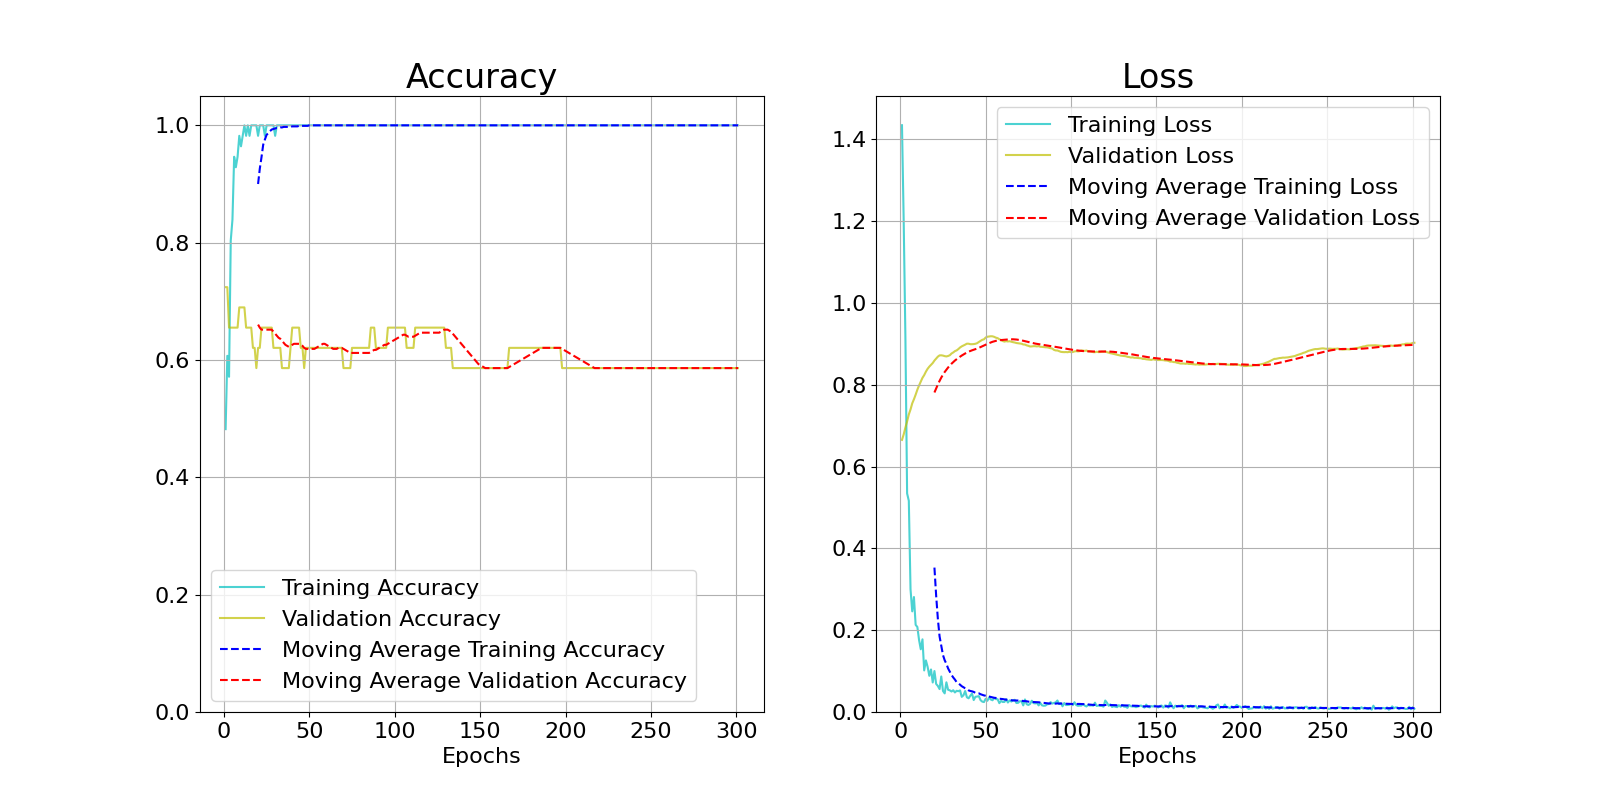 Accuracy
1.0
0.8
0.6
0.4
0.2
0.0
Training Accuracy
Validation Accuracy
Moving Average Training Accuracy
Moving Average Validation Accuracy
0 50 100 150 200 250 300
Epochs
Loss
1.4
1.2
1.0
0.8
0.6
0.4
0.2
0.0
Training Loss
Validation Loss
Moving Average Training Loss
Moving Average Validation Loss
0 50 100 150 200 250 300
Epochs